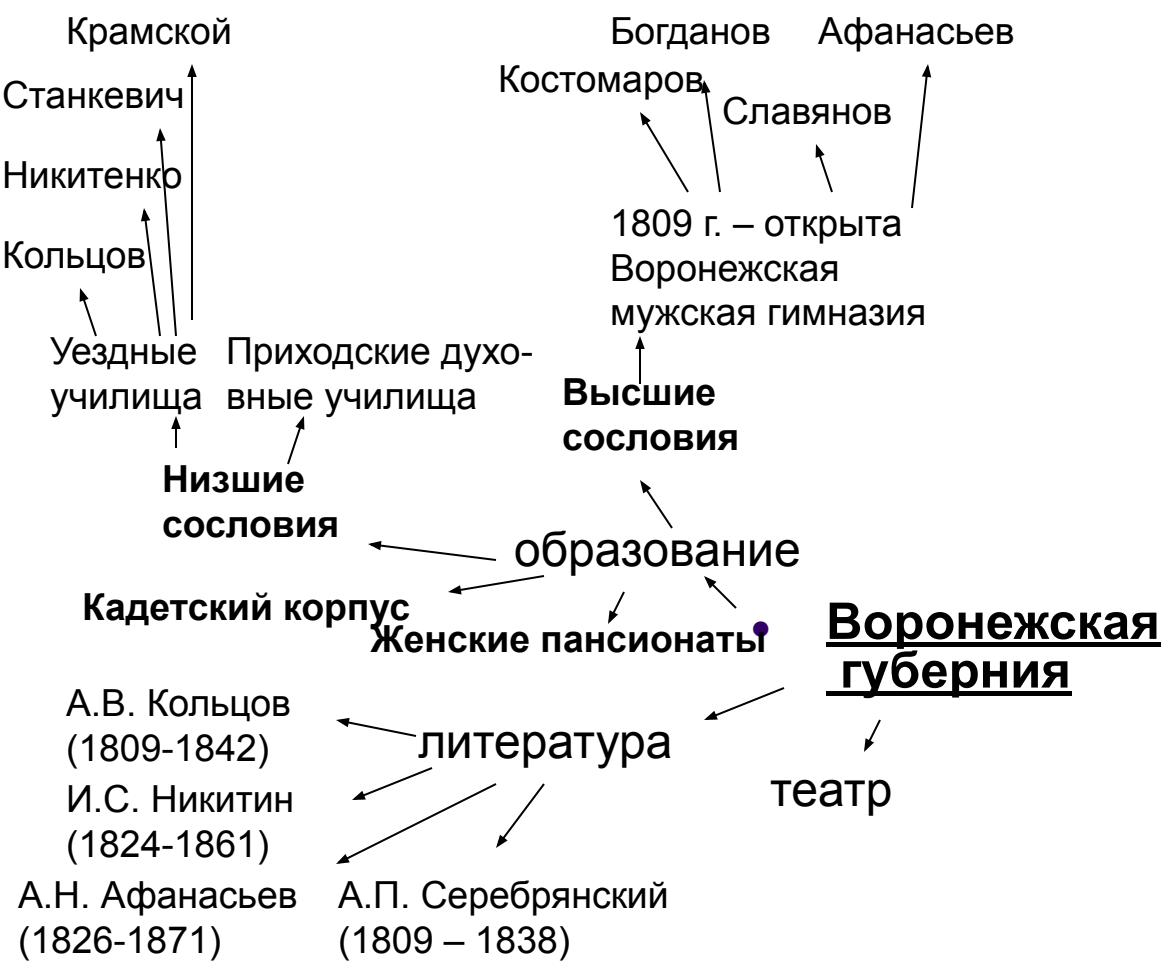 Крамской
Богданов
Афанасьев
Костомаров
Станкевич
Славянов
Никитенко
1809 г. – открыта
Воронежская
мужская гимназия
Кольцов
Уездные
училища
Приходские духо-
вные училища
Высшие
сословия
Низшие
сословия
образование
Кадетский корпус
Женские пансионаты
Воронежская
губерния
А.В. Кольцов
(1809-1842)
литература
театр
И.С. Никитин
(1824-1861)
А.Н. Афанасьев
(1826-1871)
А.П. Серебрянский
(1809 – 1838)